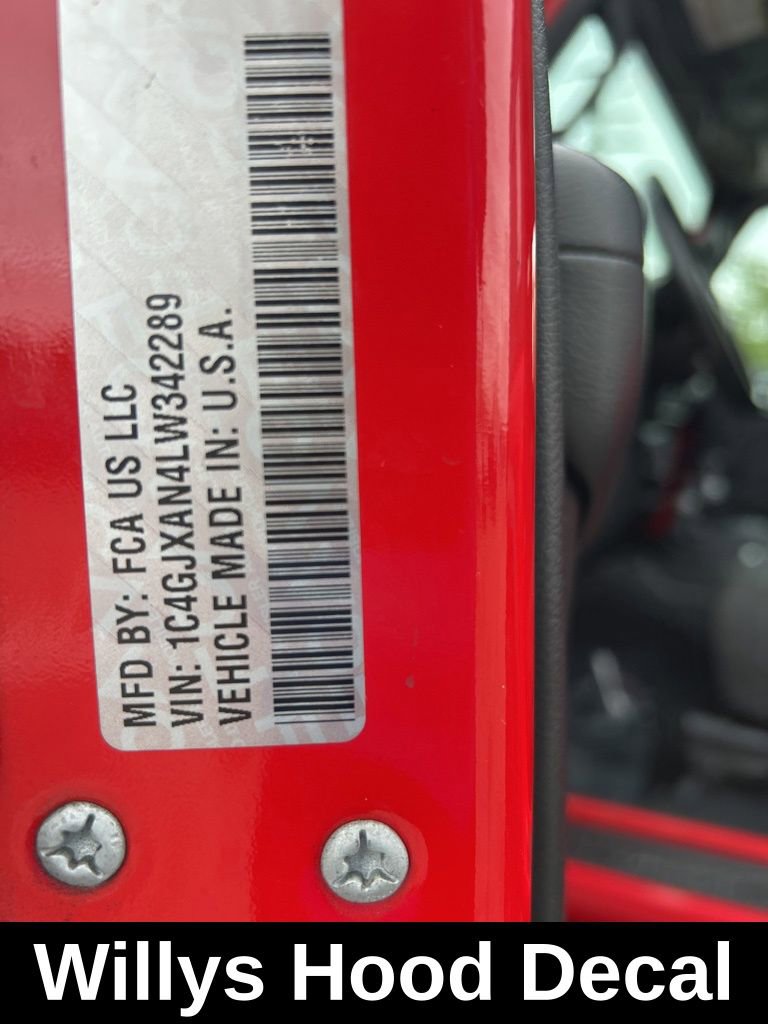 MFD BY: FCA US LLC
VIN: 1C4GJXAN4LW342289
VEHICLE MADE IN: U.S.A.
Willys Hood Decal